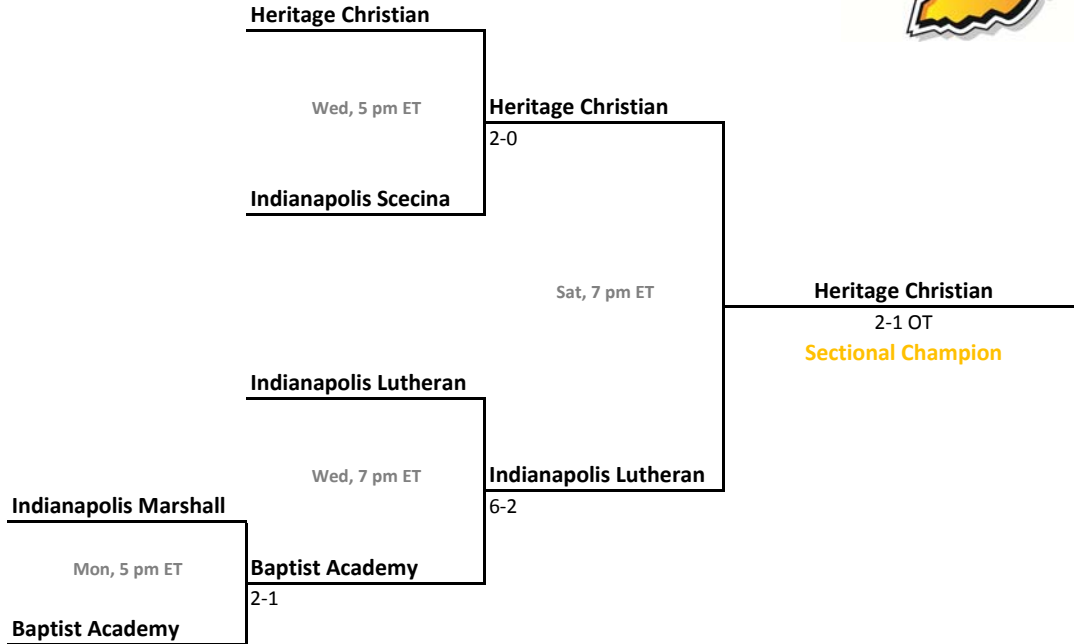 Heritage Christian
Wed, 5 pm ET
Heritage Christian
2-0
Indianapolis Scecina
Sat, 7 pm ET
Heritage Christian
2-1 OT
Sectional Champion
Indianapolis Lutheran
Wed, 7 pm ET
Indianapolis Lutheran
6-2
Indianapolis Marshall
Mon, 5 pm ET
Baptist Academy
2-1
Baptist Academy